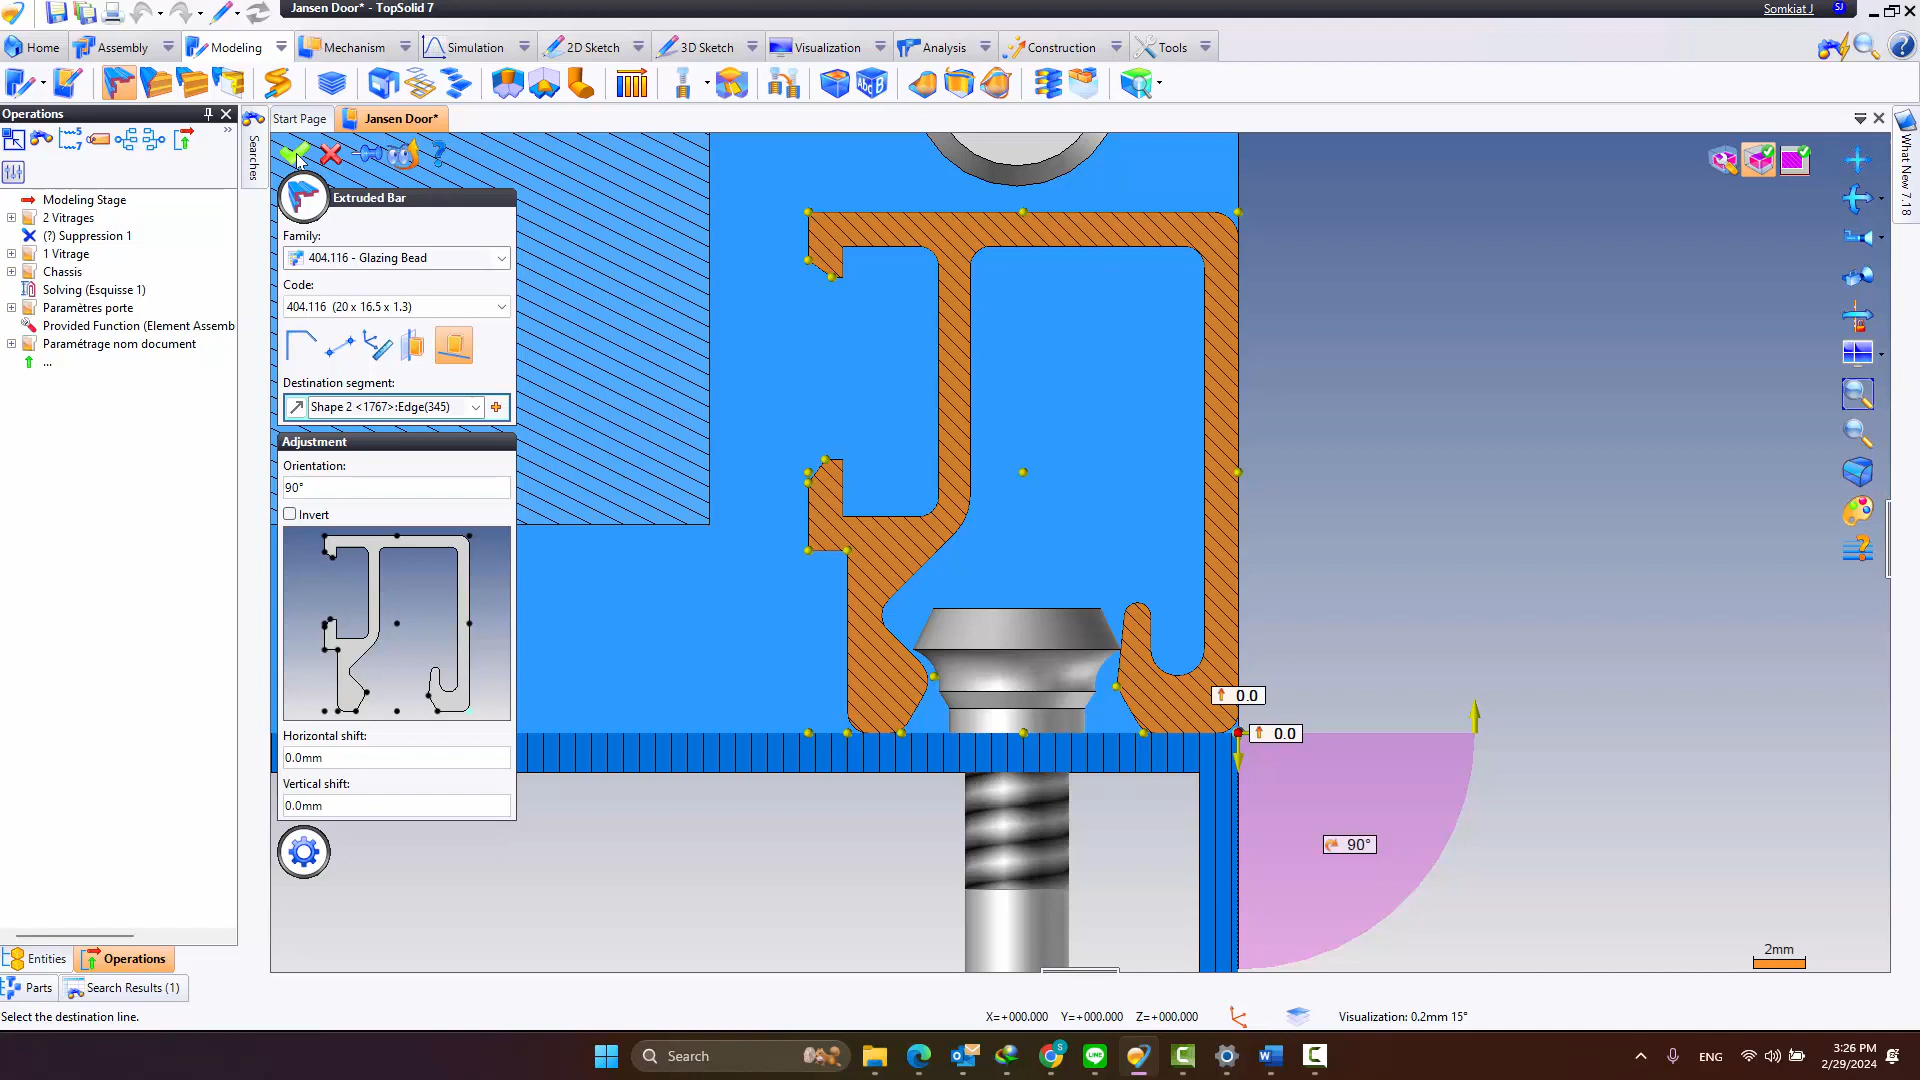 Jansen Door* - TopSolid 7
Somkiat J
SJ
Home
Assembly
Modeling
Mechanism
Simulation
2D Sketch
3D Sketch
Visualization
Analysis
Construction
Tools
Operations
Start Page
Jansen Door*
Searches
What New 7.18
Modeling Stage
2 Vitrages
(?) Suppression 1
1 Vitrage
Chassis
Solving (Esquisse 1)
Paramètres porte
Provided Function (Element Assemb
Paramétrage nom document
...
Extruded Bar
Family:
404.116 - Glazing Bead
Code:
404.116 (20 x 16.5 x 1.3)
Destination segment:
Shape 2 <1767>:Edge(345)
Adjustment
Orientation:
90°
Invert
Horizontal shift:
0.0mm
Vertical shift:
0.0mm
0.0
0.0
90°
2mm
Entities
Operations
Parts
Search Results (1)
Select the destination line.
X=+000.000 Y=+000.000 Z=+000.000
Visualization: 0.2mm 15°
Search
ENG
3:26 PM
2/29/2024